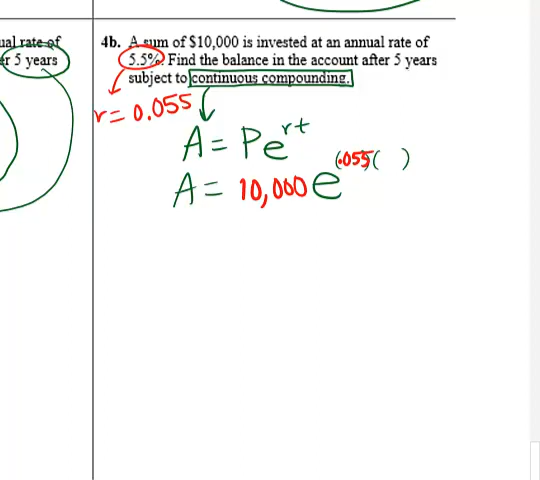 ual rate of
er 5 years
4b. A sum of $10,000 is invested at an annual rate of
5.5%. Find the balance in the account after 5 years
subject to continuous compounding.
r = 0.055
A = Pe^rt
A = 10,000 e^(.055)( )